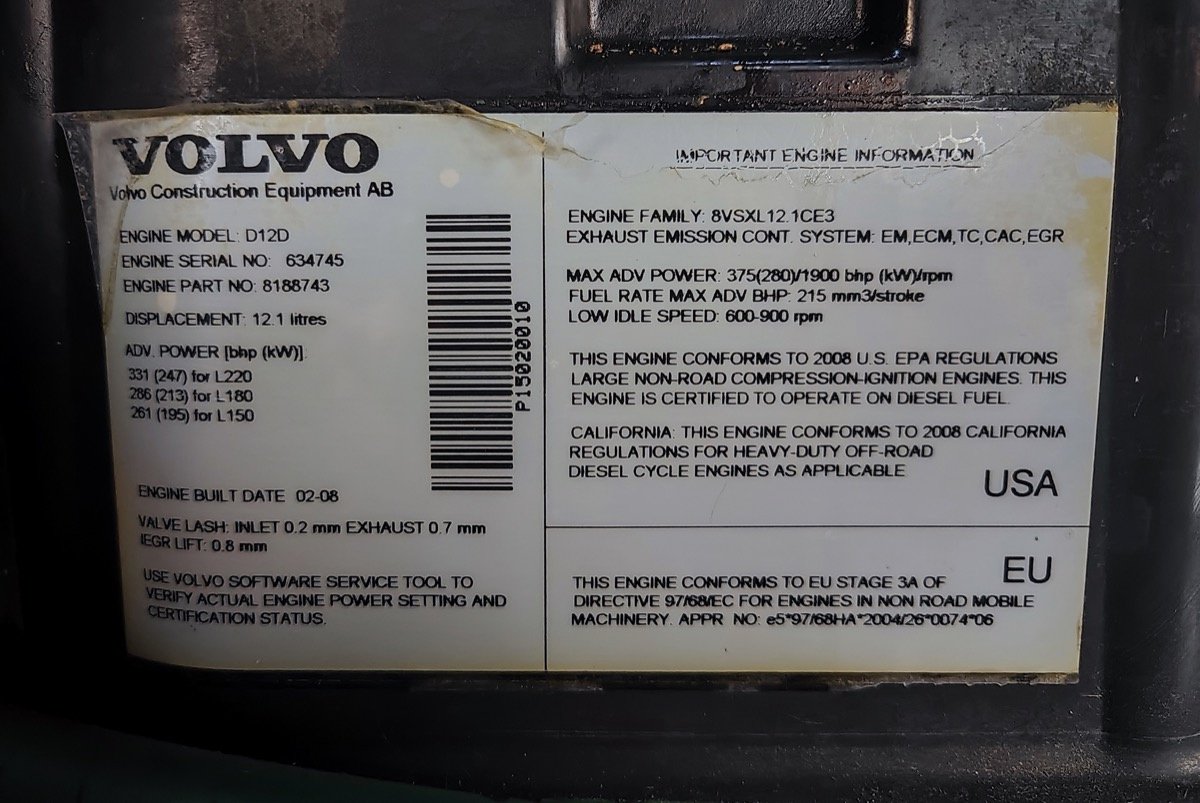 VOLVO
Volvo Construction Equipment AB
ENGINE MODEL: D12D
ENGINE SERIAL NO: 634745
ENGINE PART NO: 8188743
DISPLACEMENT: 12.1 litres
ADV. POWER [bhp (kW)]
331 (247) for L220
286 (213) for L180
261 (195) for L150
P15020010
ENGINE BUILT DATE 02-08
VALVE LASH: INLET 0.2 mm EXHAUST 0.7 mm
IEGR LIFT: 0.8 mm
USE VOLVO SOFTWARE SERVICE TOOL TO
VERIFY ACTUAL ENGINE POWER SETTING AND
CERTIFICATION STATUS.
IMPORTANT ENGINE INFORMATION
ENGINE FAMILY: 8VSXL12.1CE3
EXHAUST EMISSION CONT. SYSTEM: EM,ECM,TC,CAC,EGR
MAX ADV POWER: 375(280)/1900 bhp (kW)/rpm
FUEL RATE MAX ADV BHP: 215 mm3/stroke
LOW IDLE SPEED: 600-900 rpm
THIS ENGINE CONFORMS TO 2008 U.S. EPA REGULATIONS
LARGE NON-ROAD COMPRESSION-IGNITION ENGINES. THIS
ENGINE IS CERTIFIED TO OPERATE ON DIESEL FUEL.
CALIFORNIA: THIS ENGINE CONFORMS TO 2008 CALIFORNIA
REGULATIONS FOR HEAVY-DUTY OFF-ROAD
DIESEL CYCLE ENGINES AS APPLICABLE
USA
EU
THIS ENGINE CONFORMS TO EU STAGE 3A OF
DIRECTIVE 97/68/EC FOR ENGINES IN NON ROAD MOBILE
MACHINERY. APPR NO: e5*97/68HA*2004/26*0074*06